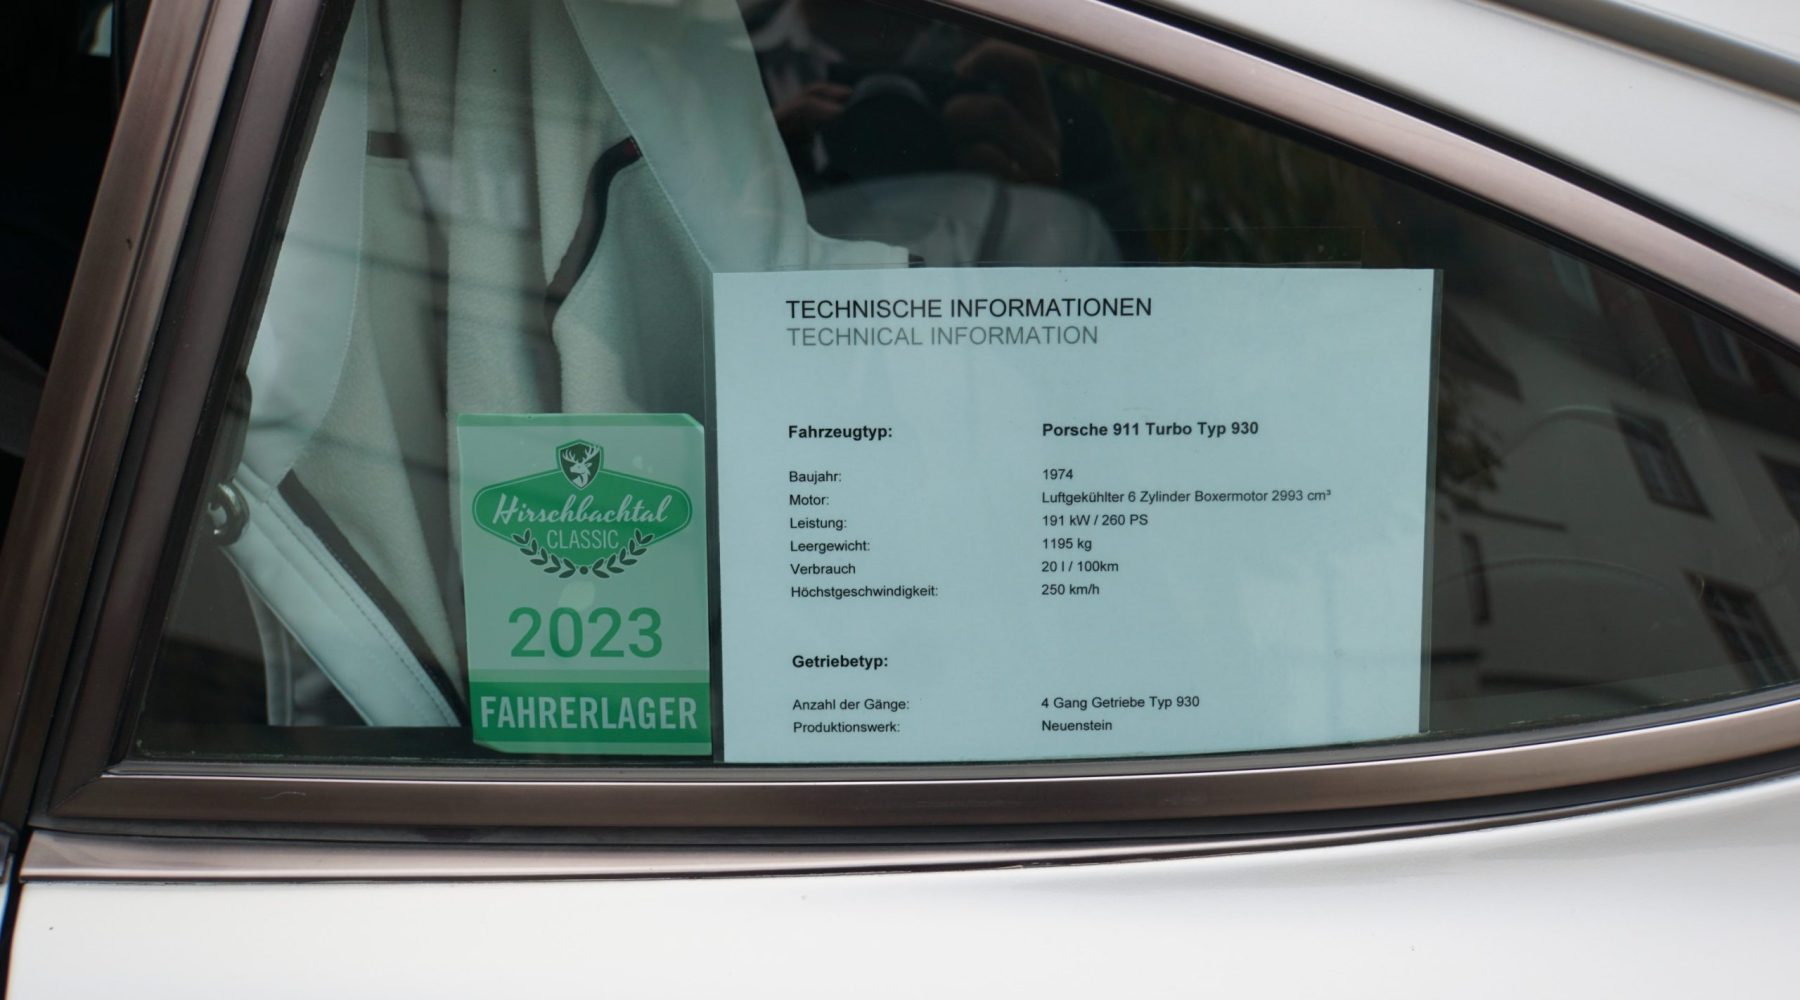 Hirschbachtal
CLASSIC
2023
FAHRERLAGER
TECHNISCHE INFORMATIONEN
TECHNICAL INFORMATION
Fahrzeugtyp: Porsche 911 Turbo Typ 930
Baujahr: 1974
Motor: Luftgekühlter 6 Zylinder Boxermotor 2993 cm³
Leistung: 191 kW / 260 PS
Leergewicht: 1195 kg
Verbrauch 20 l / 100km
Höchstgeschwindigkeit: 250 km/h
Getriebetyp:
Anzahl der Gänge: 4 Gang Getriebe Typ 930
Produktionswerk: Neuenstein